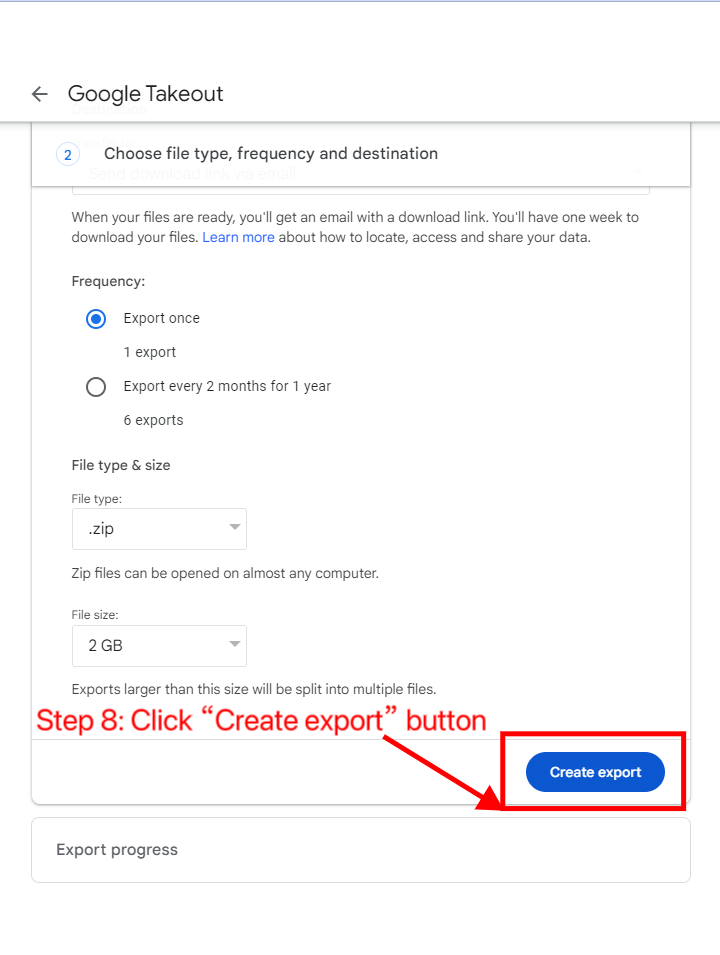 Google Takeout
2
Choose file type, frequency and destination
Send download link via email
When your files are ready, you'll get an email with a download link. You'll have one week to
download your files. Learn more about how to locate, access and share your data.
Frequency:
Export once
1 export
Export every 2 months for 1 year
6 exports
File type & size
File type:
.zip
Zip files can be opened on almost any computer.
File size:
2 GB
Exports larger than this size will be split into multiple files.
Step 8: Click “Create export” button
Create export
Export progress